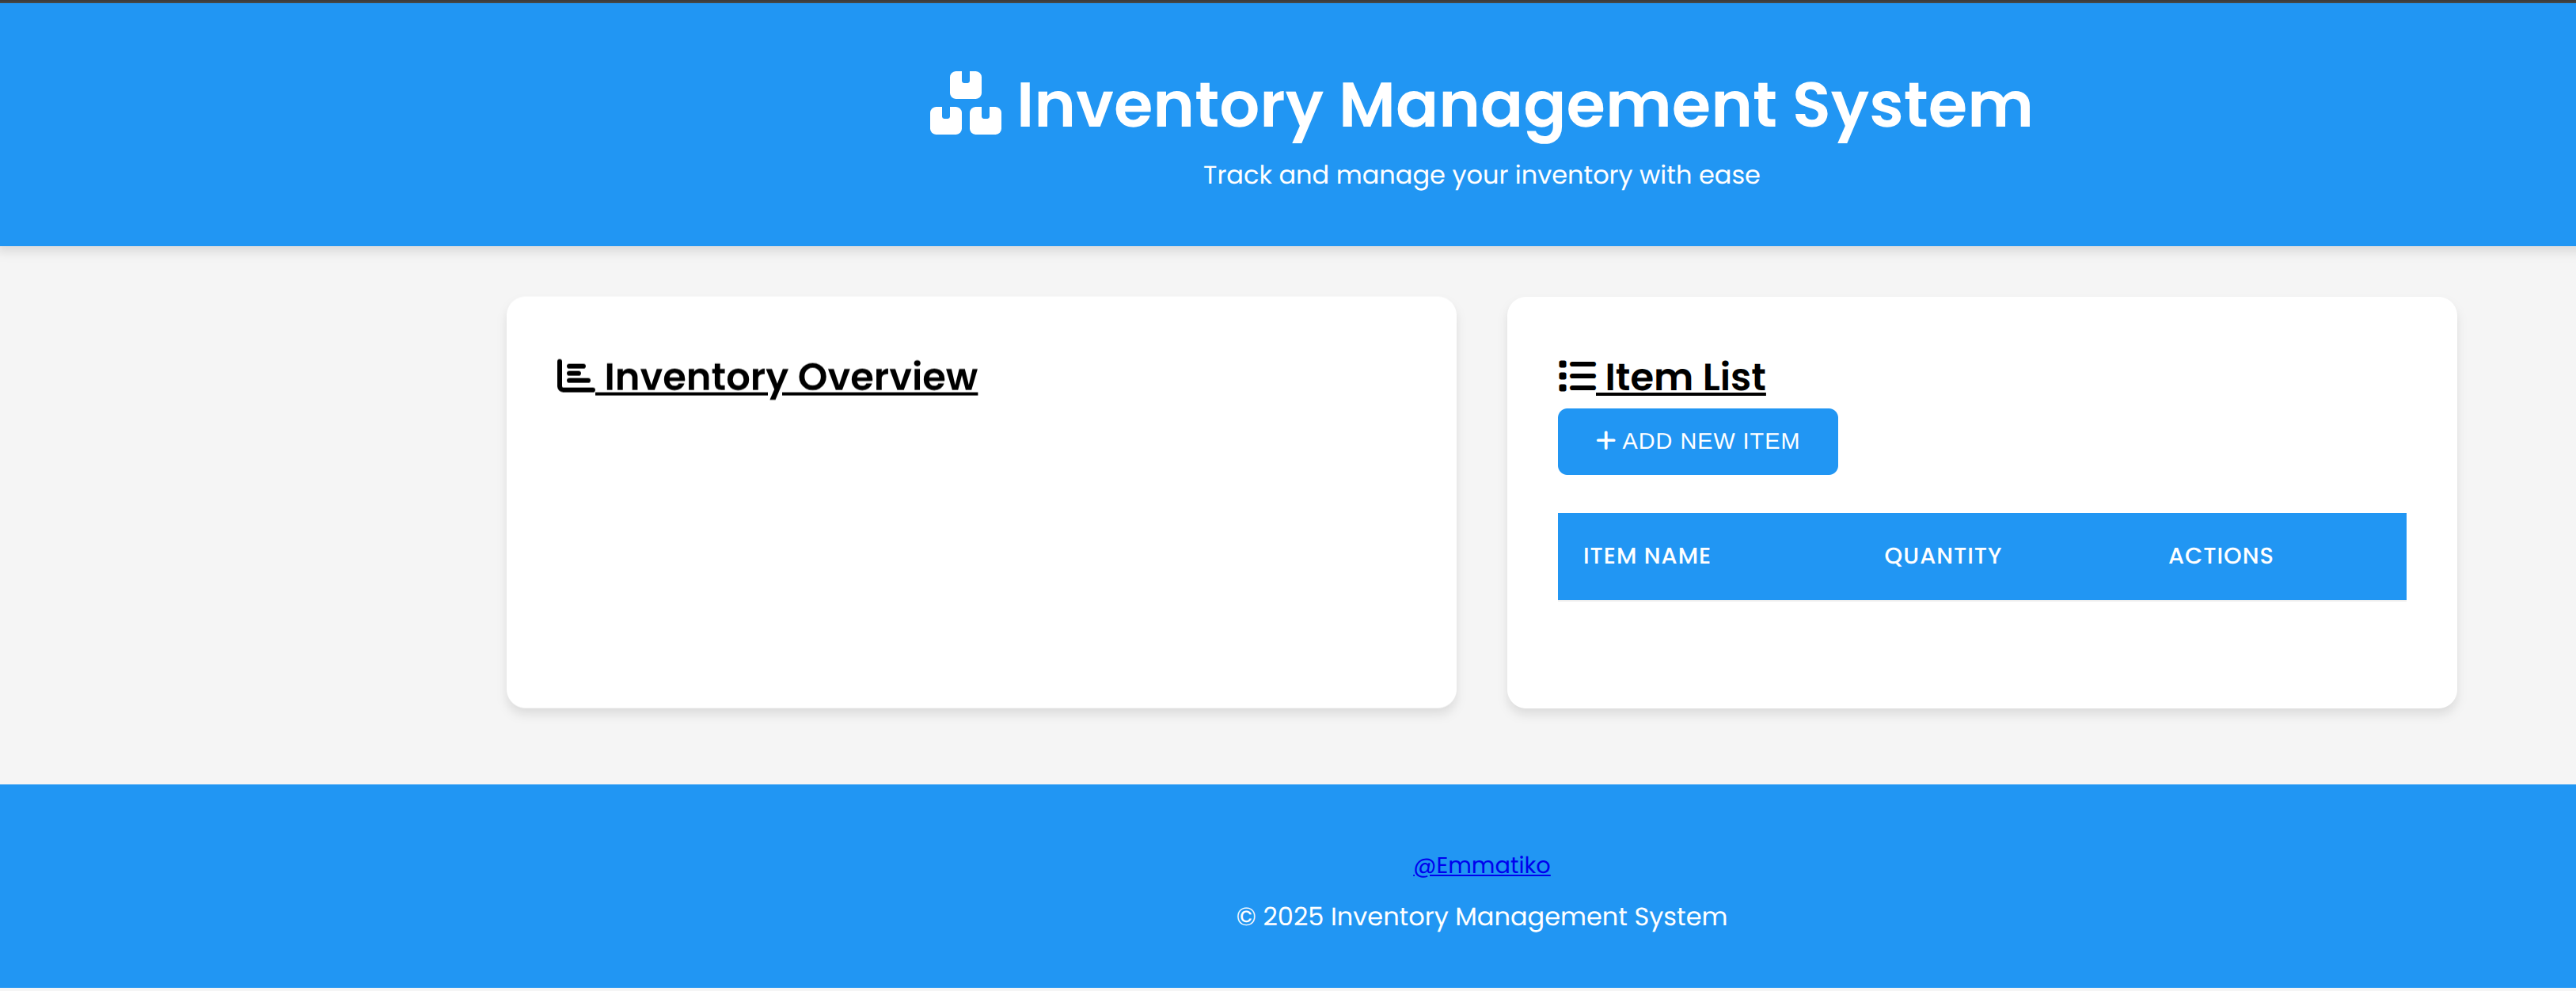 Inventory Management System
Track and manage your inventory with ease
Inventory Overview
Item List
ADD NEW ITEM
ITEM NAME QUANTITY ACTIONS
@Emmatiko
© 2025 Inventory Management System